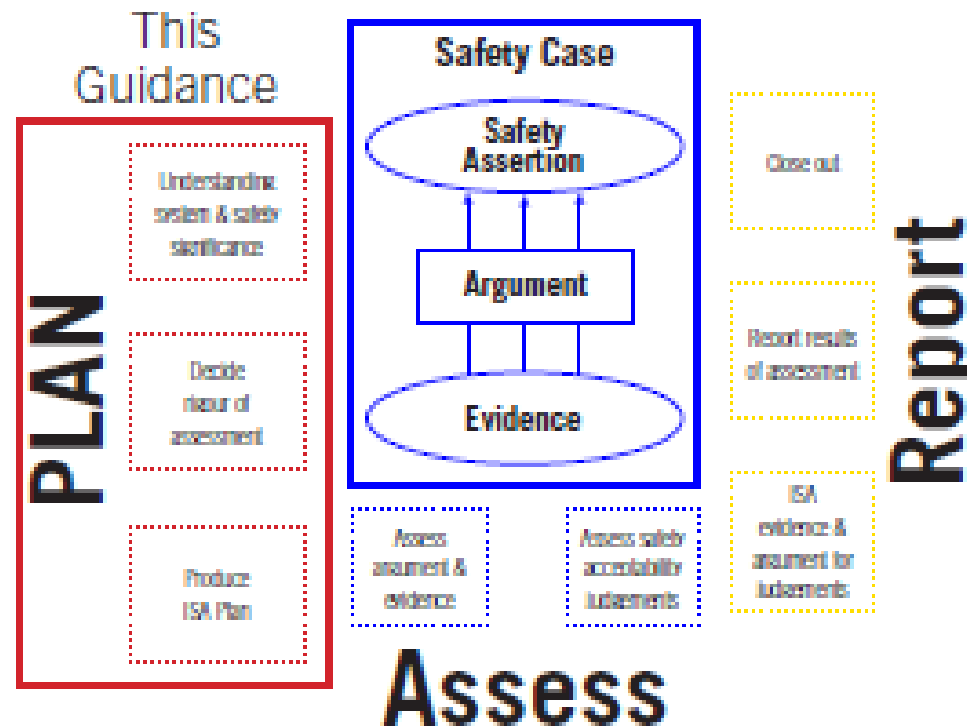 This
Guidance
PLAN
Understanding
system & safety
significance
Decide
rigour of
assessment
Produce
ISA Plan
Safety Case
Safety
Assertion
Argument
Evidence
Assess
argument &
evidence
Assess safety
acceptability
judgements
Assess
Close out
Report results
of assessment
ISA
evidence &
argument for
judgements
Report